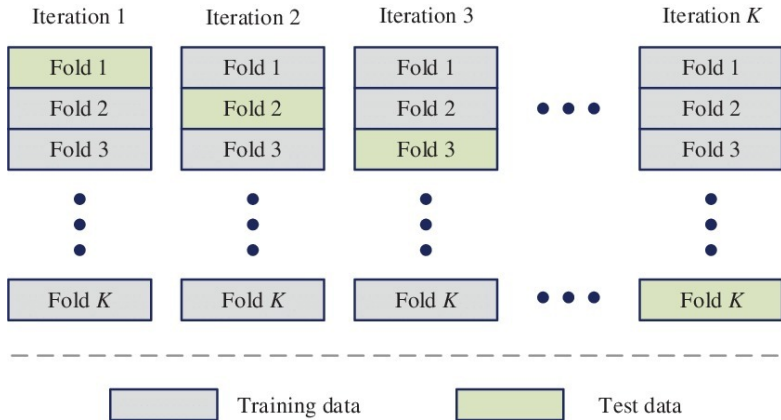 Iteration 1 Iteration 2 Iteration 3 Iteration K
Fold 1 Fold 1 Fold 1 Fold 1
Fold 2 Fold 2 Fold 2 Fold 2
Fold 3 Fold 3 Fold 3 Fold 3
Fold K Fold K Fold K Fold K
Training data Test data